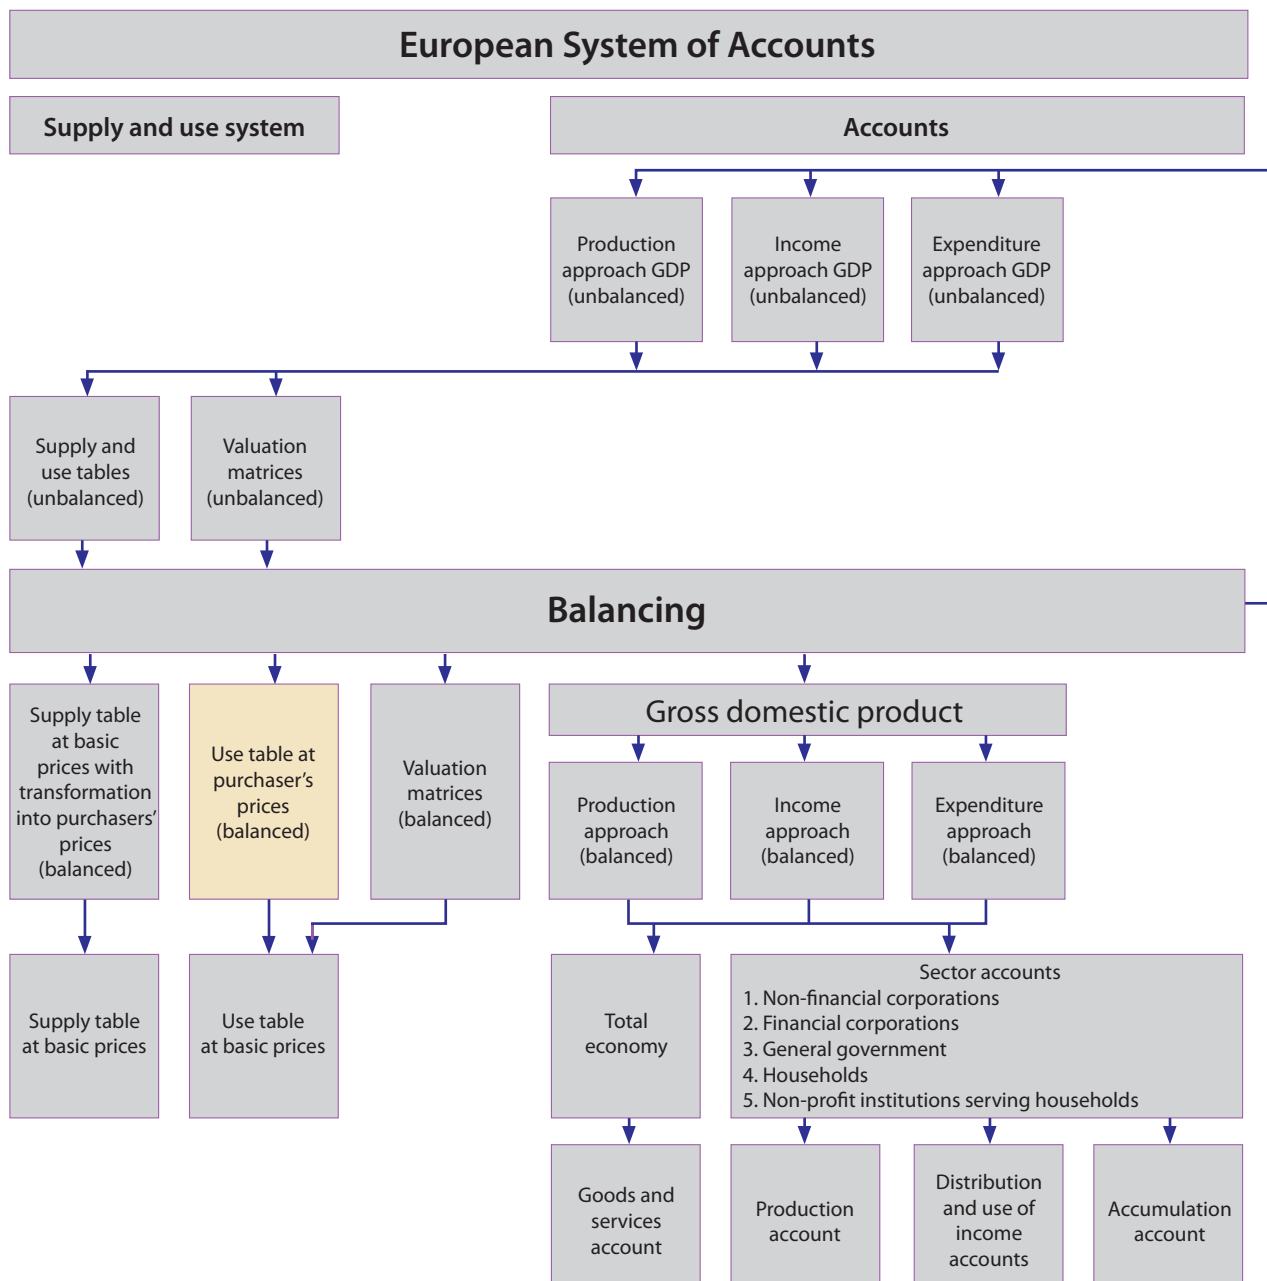 European System of Accounts
Supply and use system
Accounts
Production
approach GDP
(unbalanced)
Income
approach GDP
(unbalanced)
Expenditure
approach GDP
(unbalanced)
Supply and
use tables
(unbalanced)
Valuation
matrices
(unbalanced)
Balancing
Supply table
at basic
prices with
transformation
into purchasers’
prices
(balanced)
Use table at
purchaser’s
prices
(balanced)
Valuation
matrices
(balanced)
Gross domestic product
Production
approach
(balanced)
Income
approach
(balanced)
Expenditure
approach
(balanced)
Supply table
at basic prices
Use table
at basic prices
Total
economy
Sector accounts
1. Non-financial corporations
2. Financial corporations
3. General government
4. Households
5. Non-profit institutions serving households
Goods and
services
account
Production
account
Distribution
and use of
income
accounts
Accumulation
account